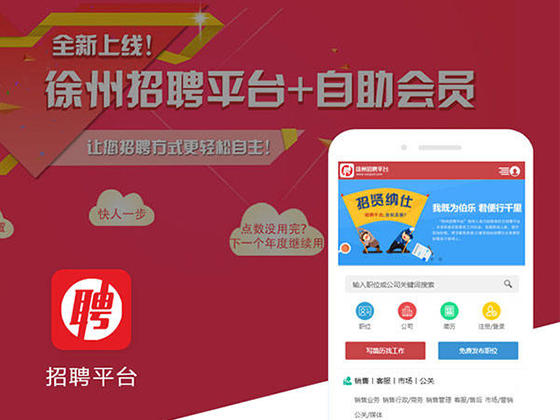 全新上线!
徐州招聘平台+自助会员
让您招聘方式更轻松自主!
快人一步
置
点数没用完?
下一个年度继续用
聘
招聘平台
徐州招聘平台
招贤纳仕
我既为伯乐 君便行千里
输入职位或公司关键词搜索
职位
公司
简历
注册/登录
写简历找工作
免费发布职位
销售 | 客服 | 市场 | 公关
销售业务 销售行政/商务 销售管理 客服/售后 市场/营销
公关/媒体